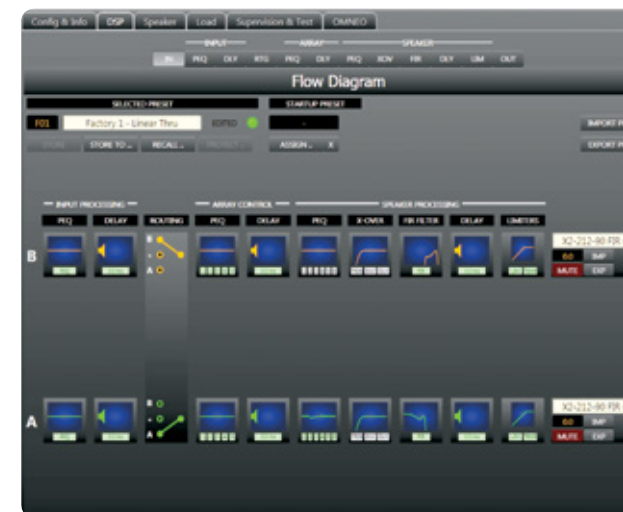 Config & Info DSP Speaker Load Supervision & Test OMNEO
INPUT ARRAY SPEAKER
IN PEQ DLY RTG PEQ DLY PEQ XOV FIR DLY LIM OUT
Flow Diagram
SELECTED PRESET STARTUP PRESET
F01 Factory 1 - Linear Thru EDITED -
STORE TO... RECALL... PROTECT... ASSIGN... X
IMPORT P
EXPORT P
INPUT PROCESSING ARRAY CONTROL SPEAKER PROCESSING
PEQ DELAY ROUTING PEQ DELAY PEQ X-OVER FIR FILTER DELAY LIMITERS
B B + A
X2-212-90 FIR
0.0 INP
MUTE EXP
A B + A
X2-212-90 FIR
INP
MUTE EXP